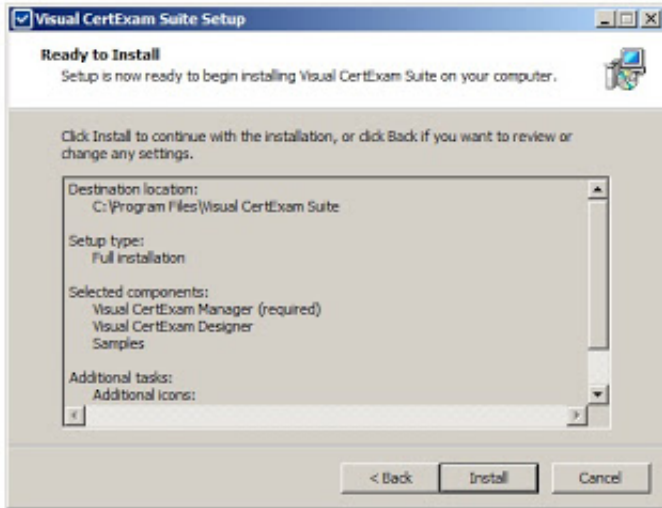 Visual CertExam Suite Setup
Ready to Install
Setup is now ready to begin installing Visual CertExam Suite on your computer.
Click Install to continue with the installation, or click Back if you want to review or
change any settings.
Destination location:
C:\Program Files\Visual CertExam Suite
Setup type:
Full installation
Selected components:
Visual CertExam Manager (required)
Visual CertExam Designer
Samples
Additional tasks:
Additional icons:
< Back Install Cancel